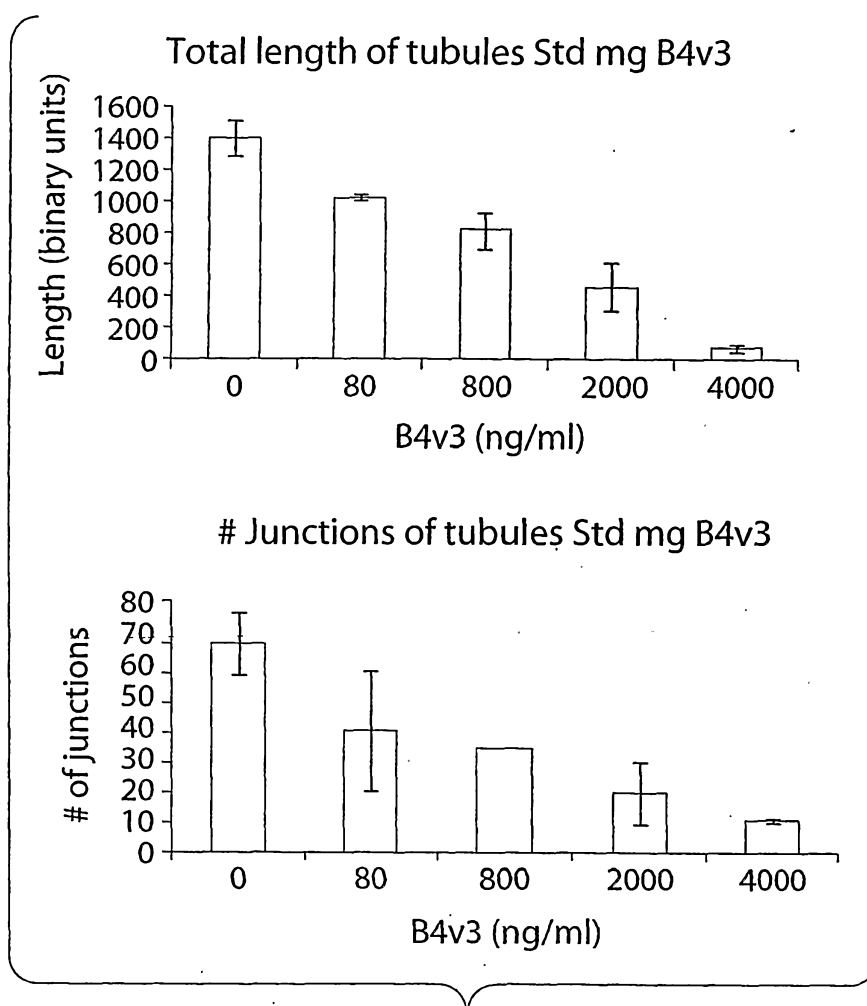 Total length of tubules Std mg B4v3
Length (binary units)
1600
1400
1200
1000
800
600
400
200
0
0 80 800 2000 4000
B4v3 (ng/ml)
# Junctions of tubules Std mg B4v3
# of junctions
80
70
60
50
40
30
20
10
0
0 80 800 2000 4000
B4v3 (ng/ml)